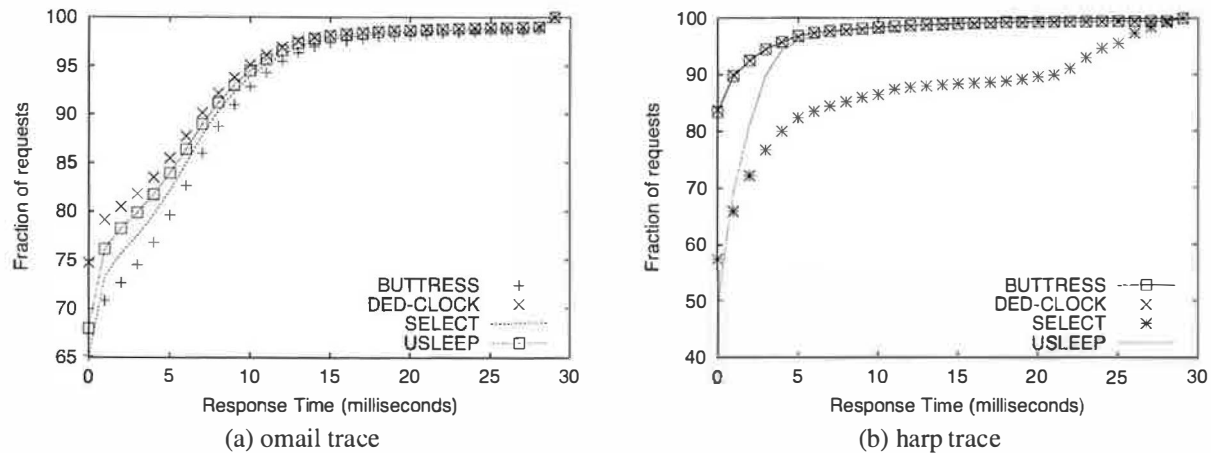 100
95
90
85
80
75
70
65
Fraction of requests
BUTTRESS
DED-CLOCK
SELECT
USLEEP
0 5 10 15 20 25 30
Response Time (milliseconds)
(a) omail trace
100
90
80
70
60
50
40
Fraction of requests
BUTTRESS
DED-CLOCK
SELECT
USLEEP
0 5 10 15 20 25 30
Response Time (milliseconds)
(b) harp trace